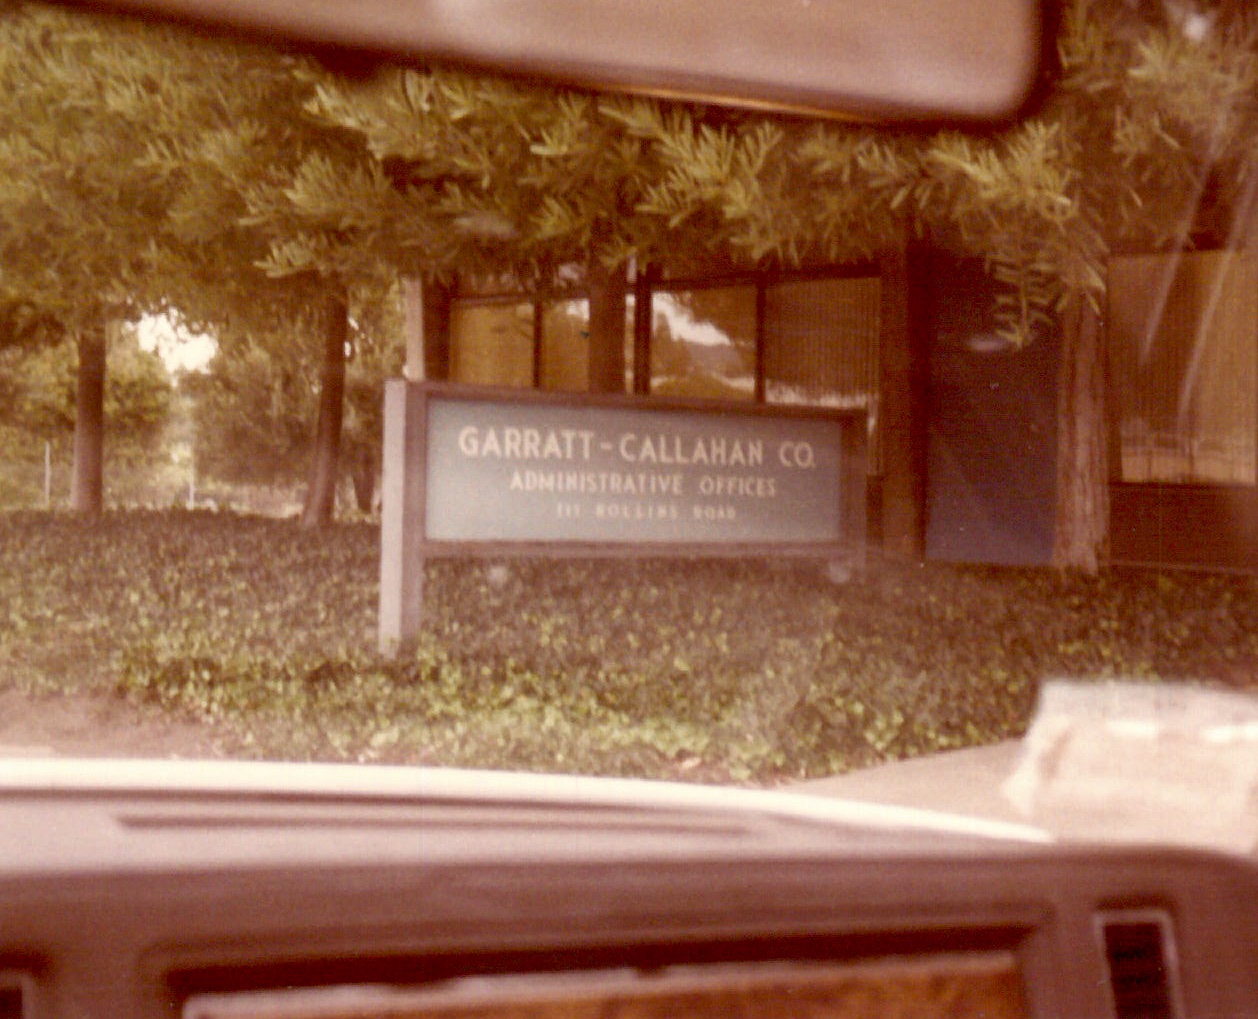 GARRATT-CALLAHAN CO.
ADMINISTRATIVE OFFICES
111 ROLLINS ROAD